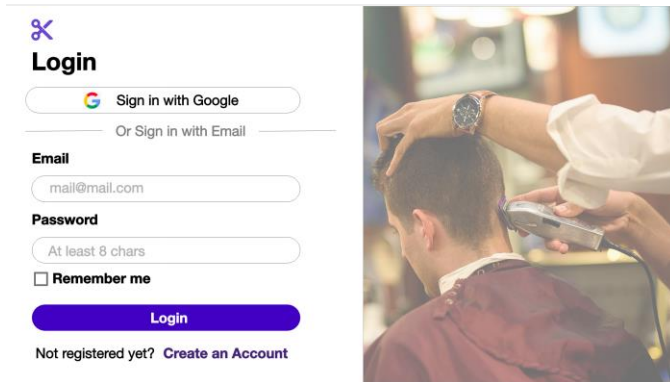 Login
Sign in with Google
Or Sign in with Email
Email
mail@mail.com
Password
At least 8 chars
Remember me
Login
Not registered yet? Create an Account